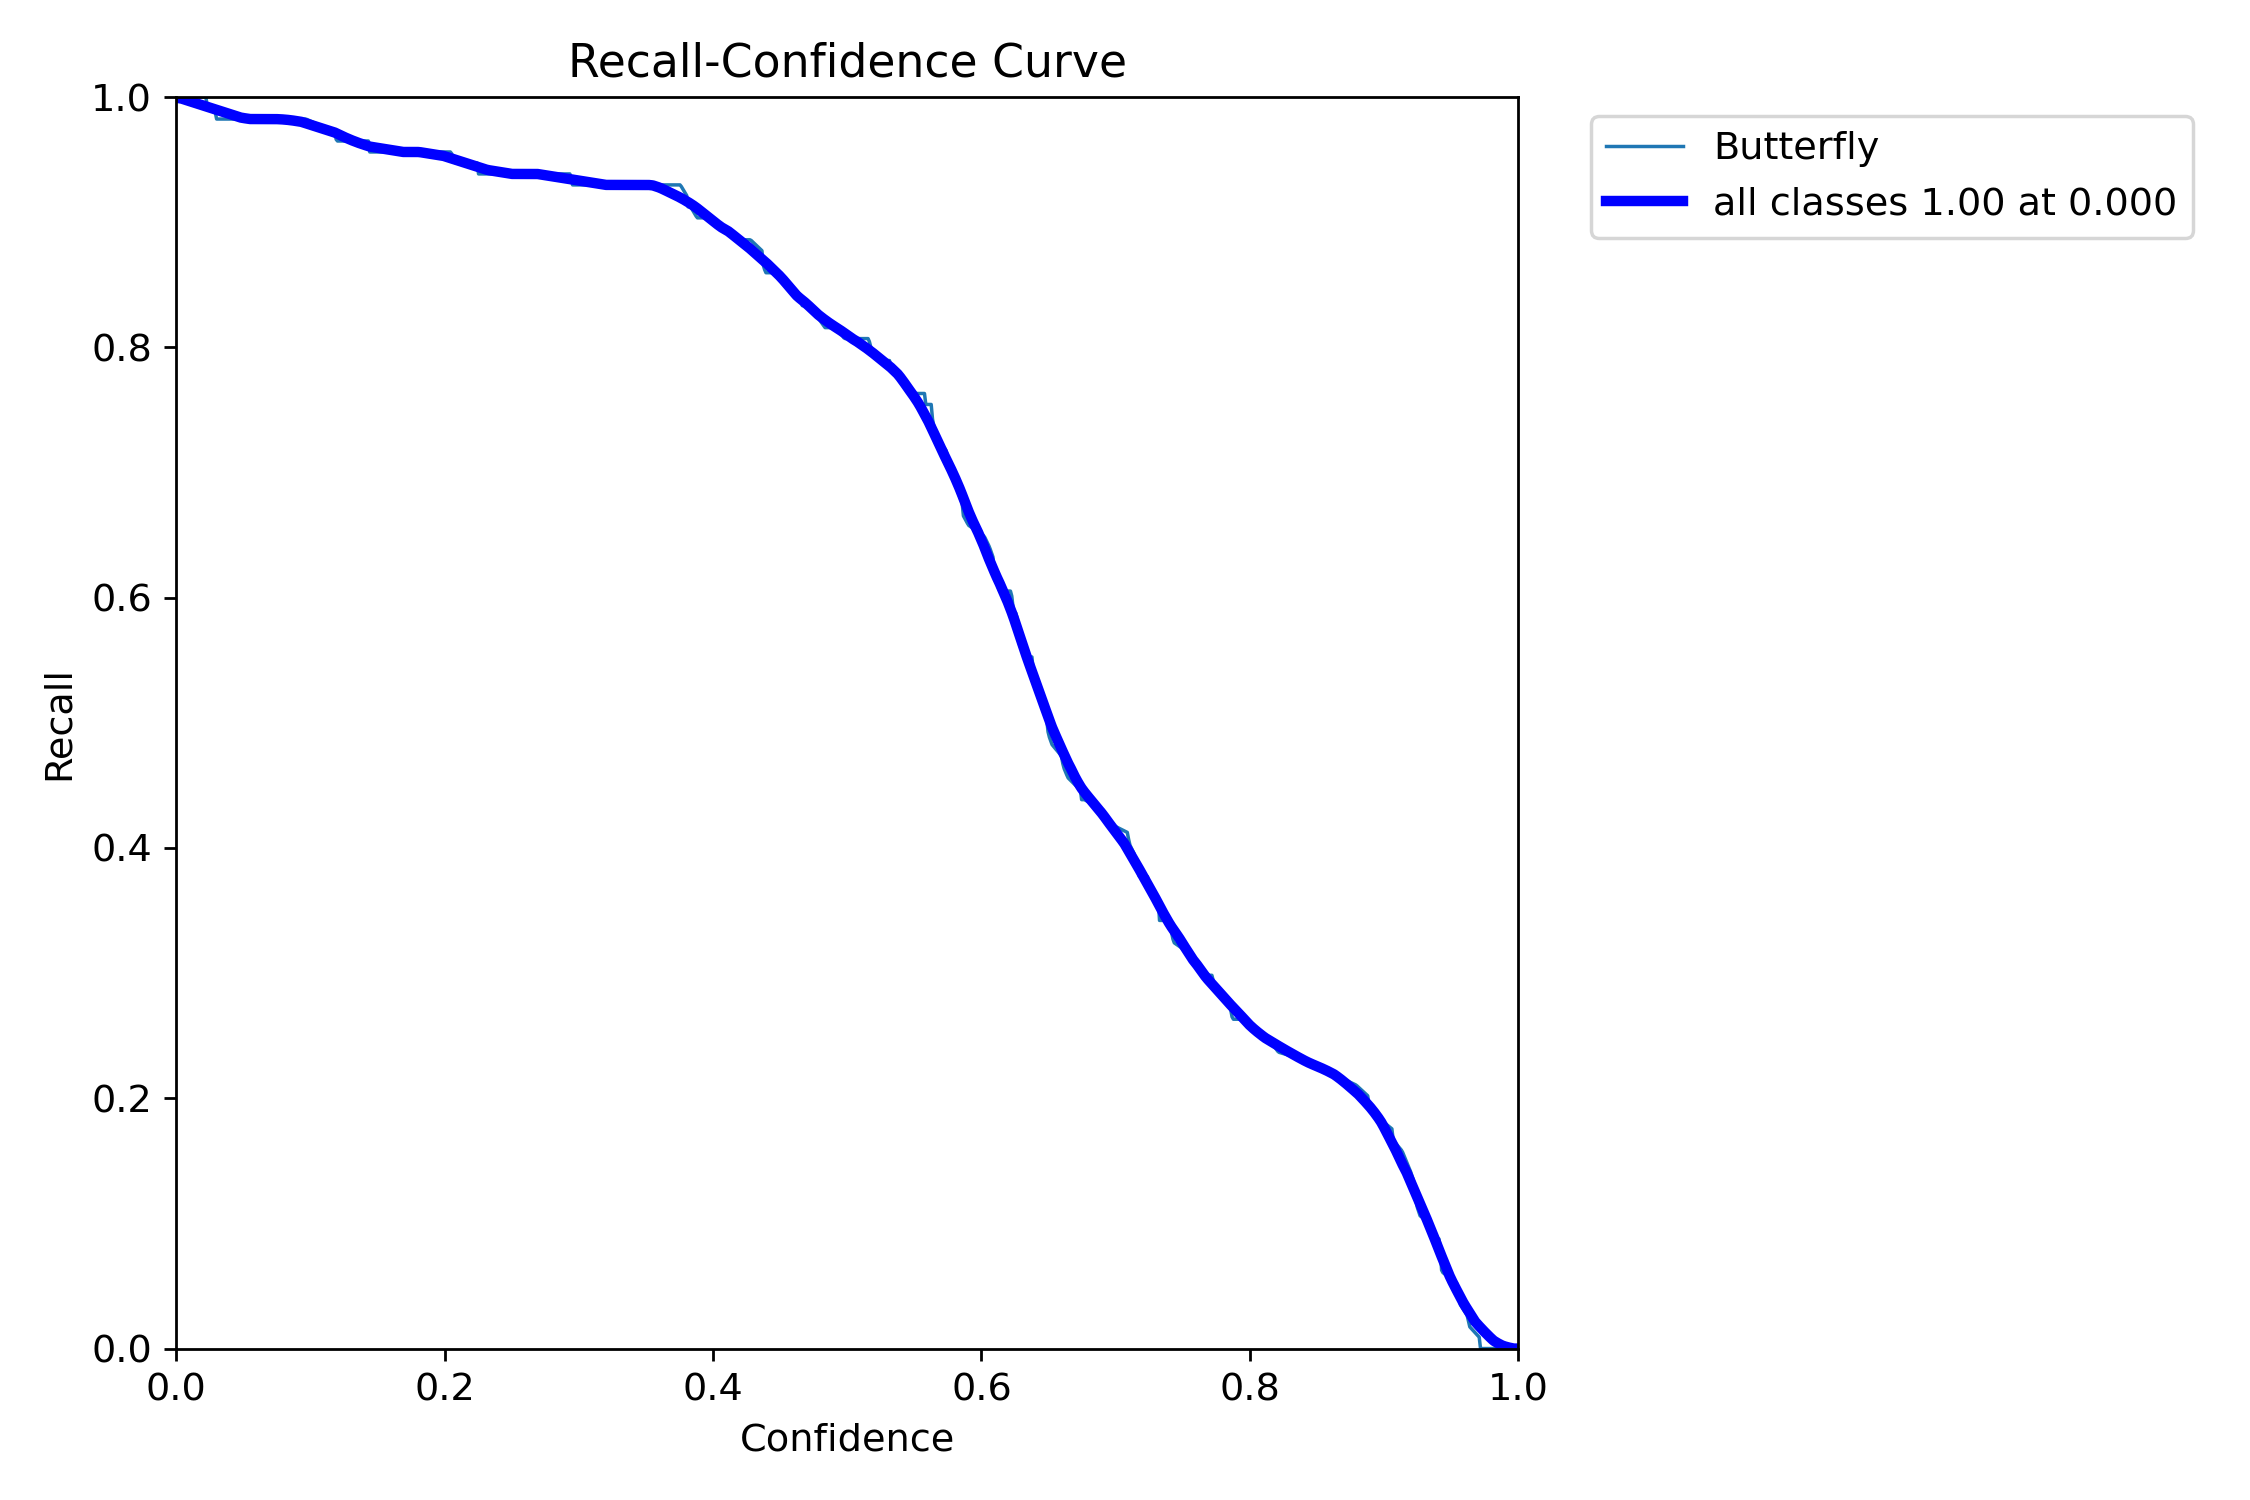 Recall-Confidence Curve
Butterfly
all classes 1.00 at 0.000
1.0
0.8
0.6
0.4
0.2
0.0
Recall
0.0 0.2 0.4 0.6 0.8 1.0
Confidence